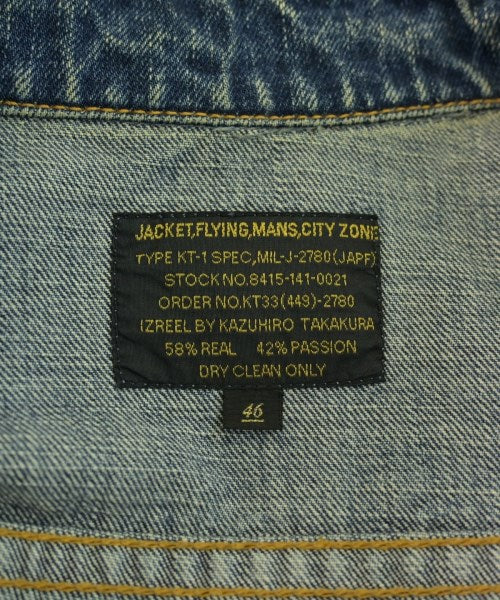 JACKET,FLYING,MANS,CITY ZONE
TYPE KT-1 SPEC,MIL-J-2780(JAPF)
STOCK NO.8415-141-0021
ORDER NO.KT33(449)-2780
IZREEL BY KAZUHIRO TAKAKURA
58% REAL 42% PASSION
DRY CLEAN ONLY
46